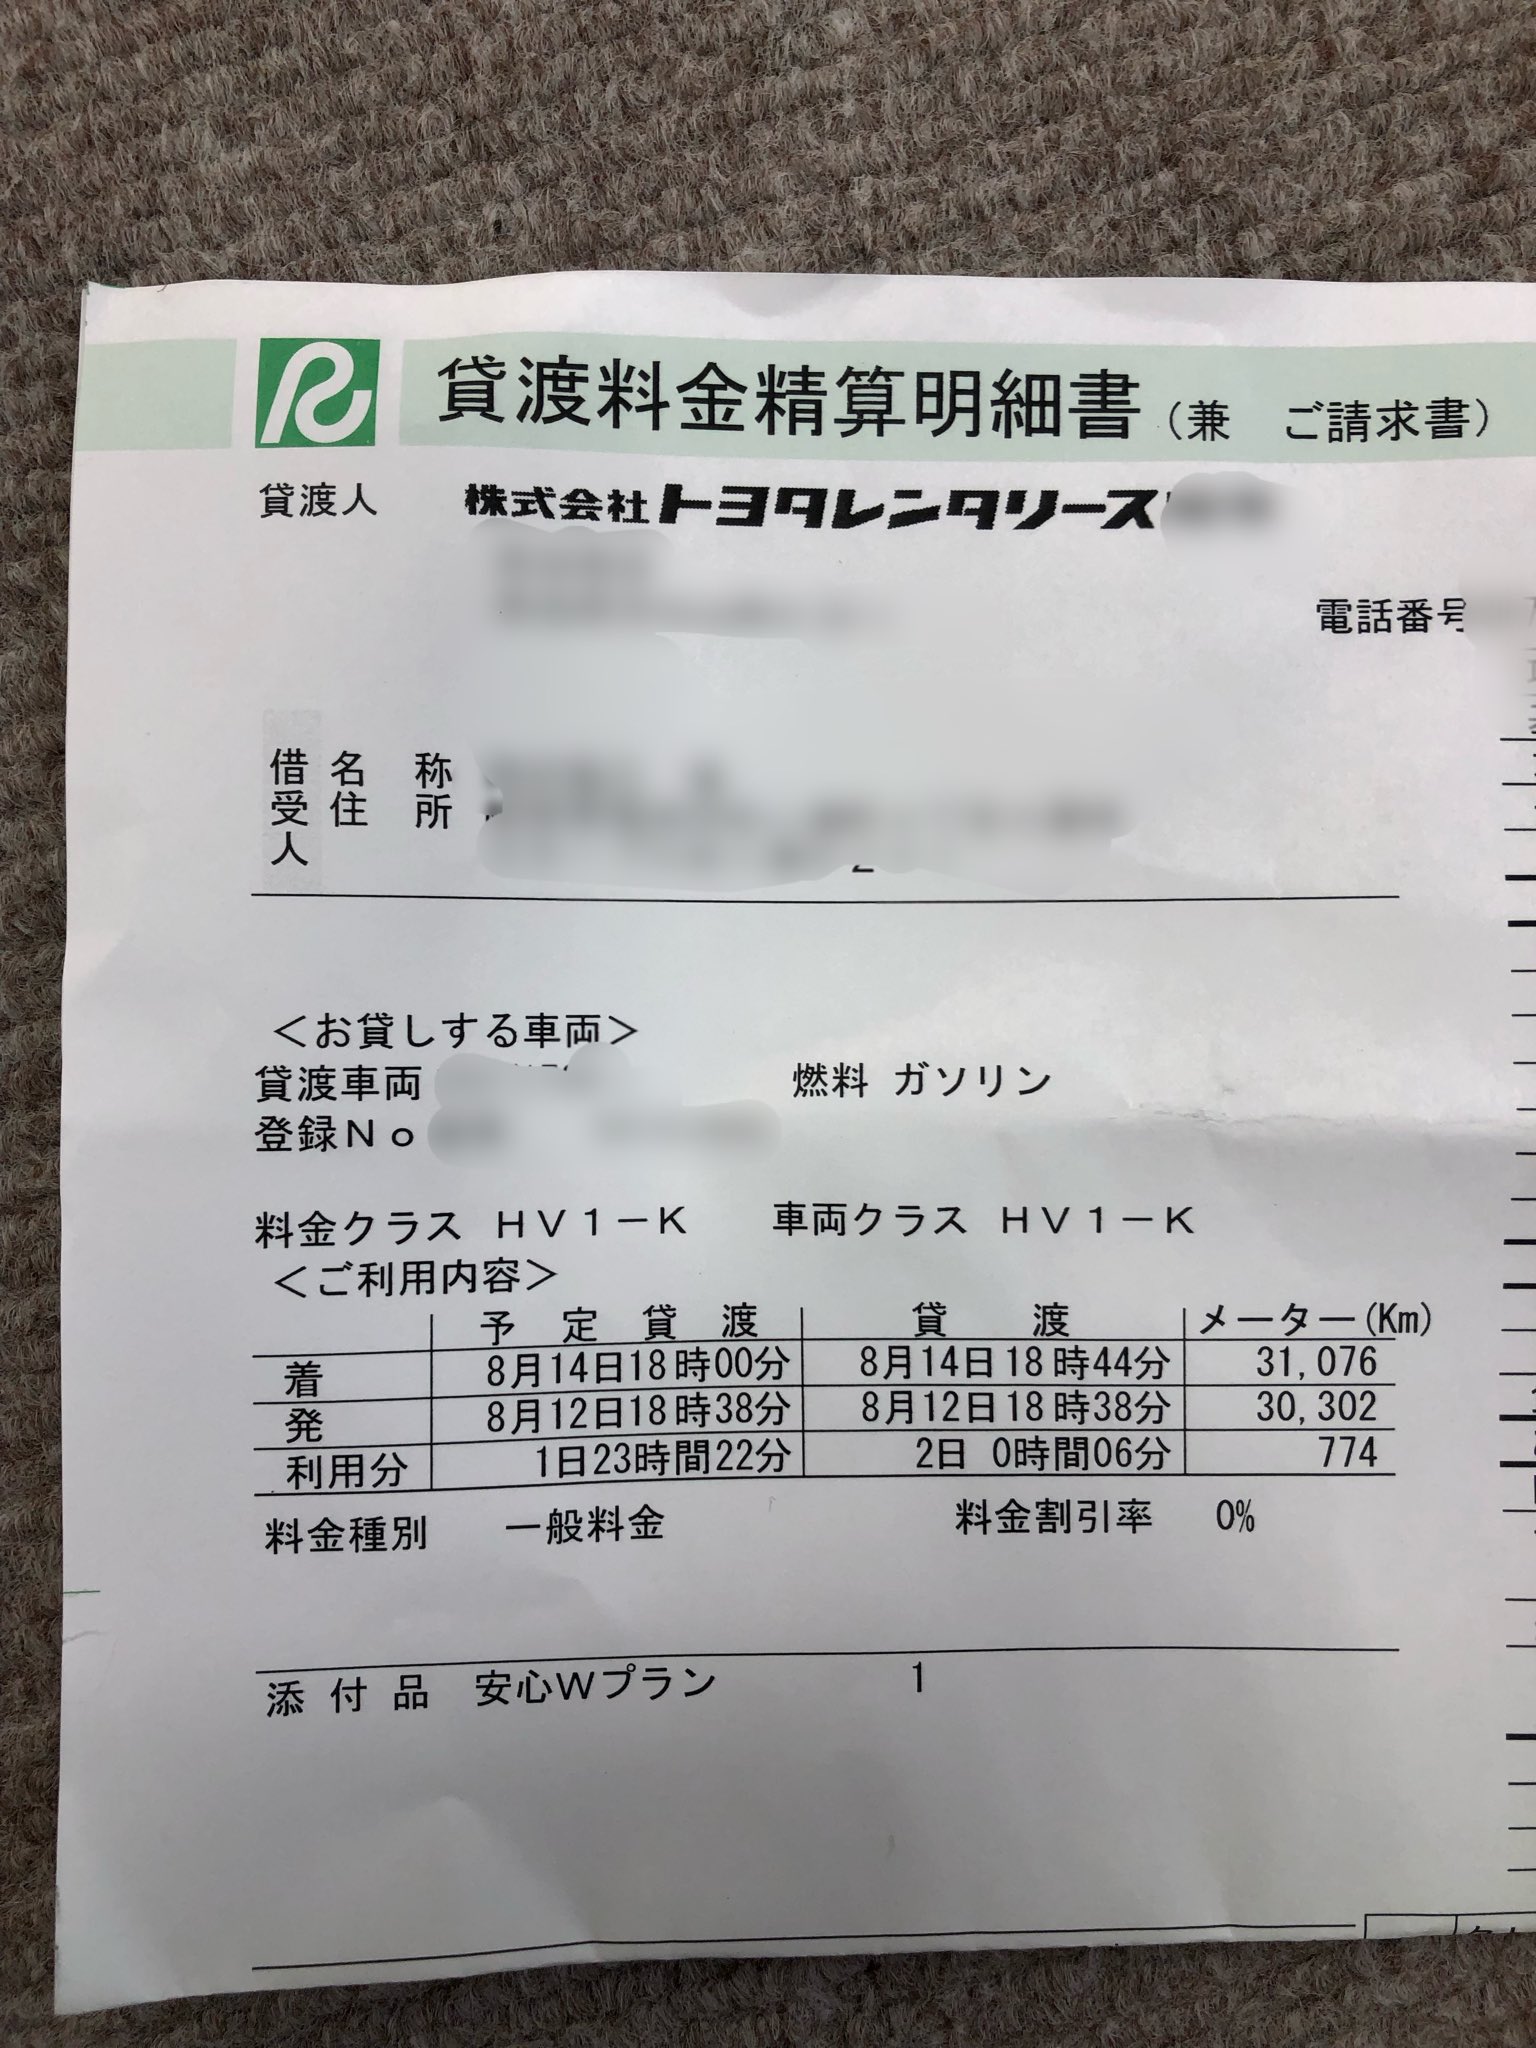 貸渡料金精算明細書（兼　ご請求書）
貸渡人 株式会社トヨタレンタリース
電話番号
借受人 名称
住所
＜お貸しする車両＞
貸渡車両 燃料 ガソリン
登録Ｎｏ
料金クラス ＨＶ１－Ｋ 車両クラス ＨＶ１－Ｋ
＜ご利用内容＞
予定貸渡 貸渡 メーター(Km)
着 8月14日18時00分 8月14日18時44分 31,076
発 8月12日18時38分 8月12日18時38分 30,302
利用分 1日23時間22分 2日 0時間06分 774
料金種別 一般料金 料金割引率 0%
添付品 安心Ｗプラン 1